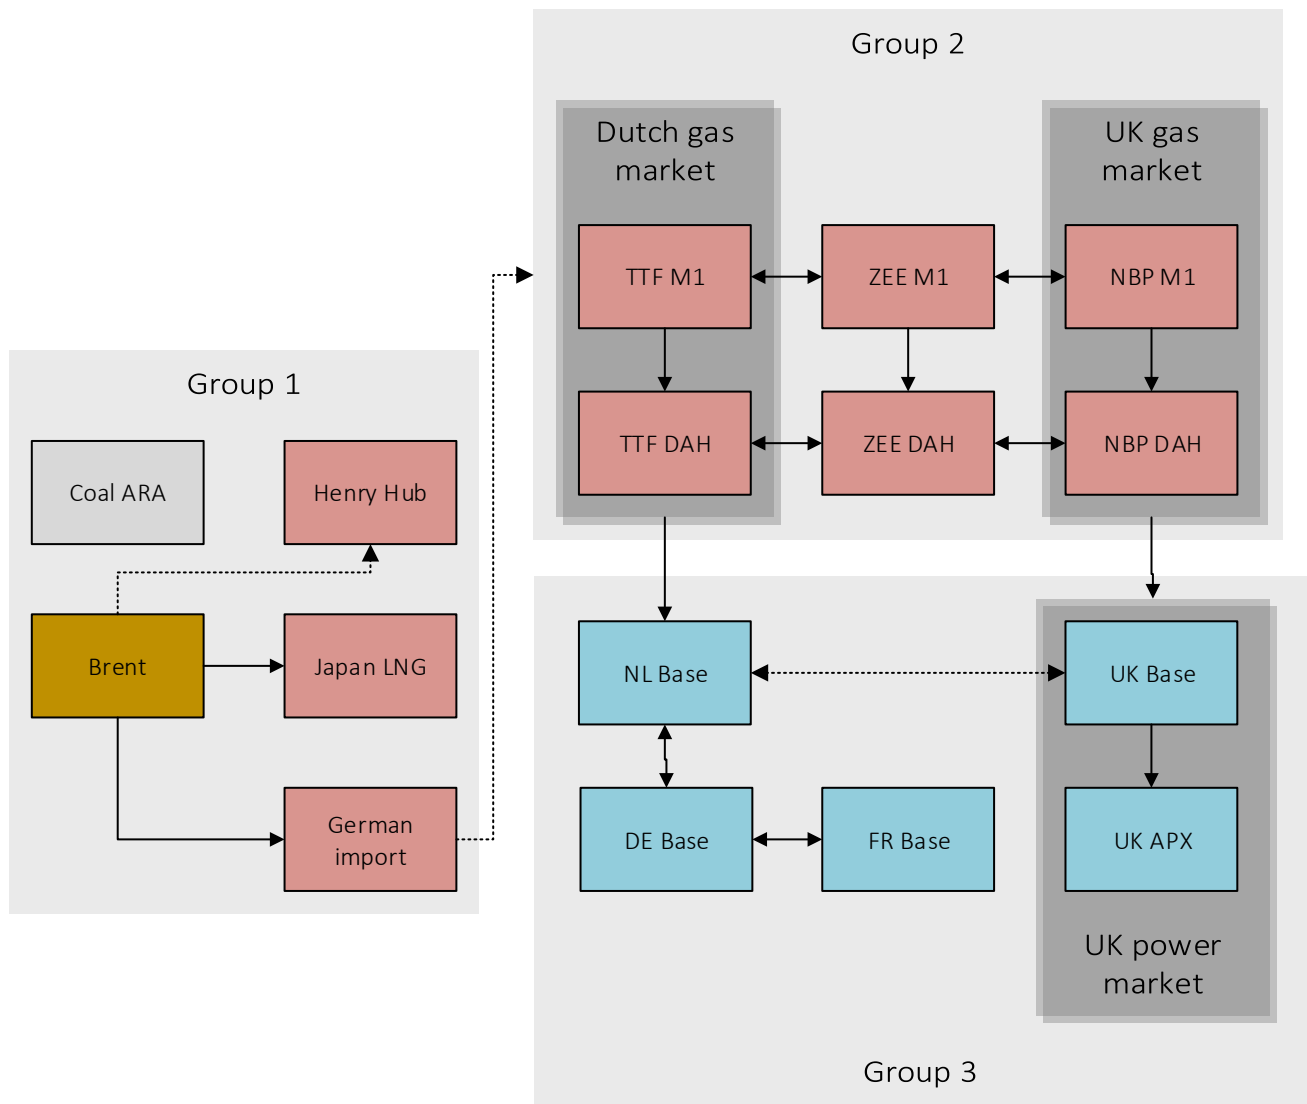 Group 2
Dutch gas
market
UK gas
market
TTF M1
ZEE M1
NBP M1
TTF DAH
ZEE DAH
NBP DAH
Group 1
Coal ARA
Henry Hub
Brent
Japan LNG
German
import
NL Base
UK Base
DE Base
FR Base
UK APX
UK power
market
Group 3